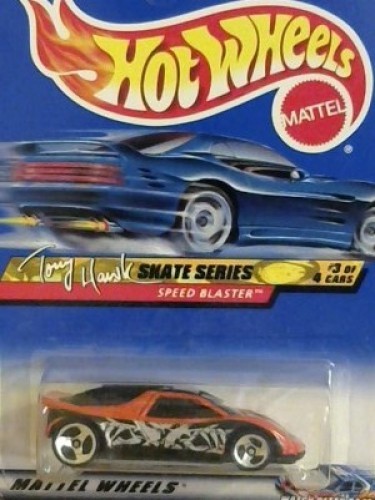 HOT WHEELS
MATTEL
®
Tony Hawk SKATE SERIES
#3 OF
4 CARS
SPEED BLASTER™
MATTEL WHEELS